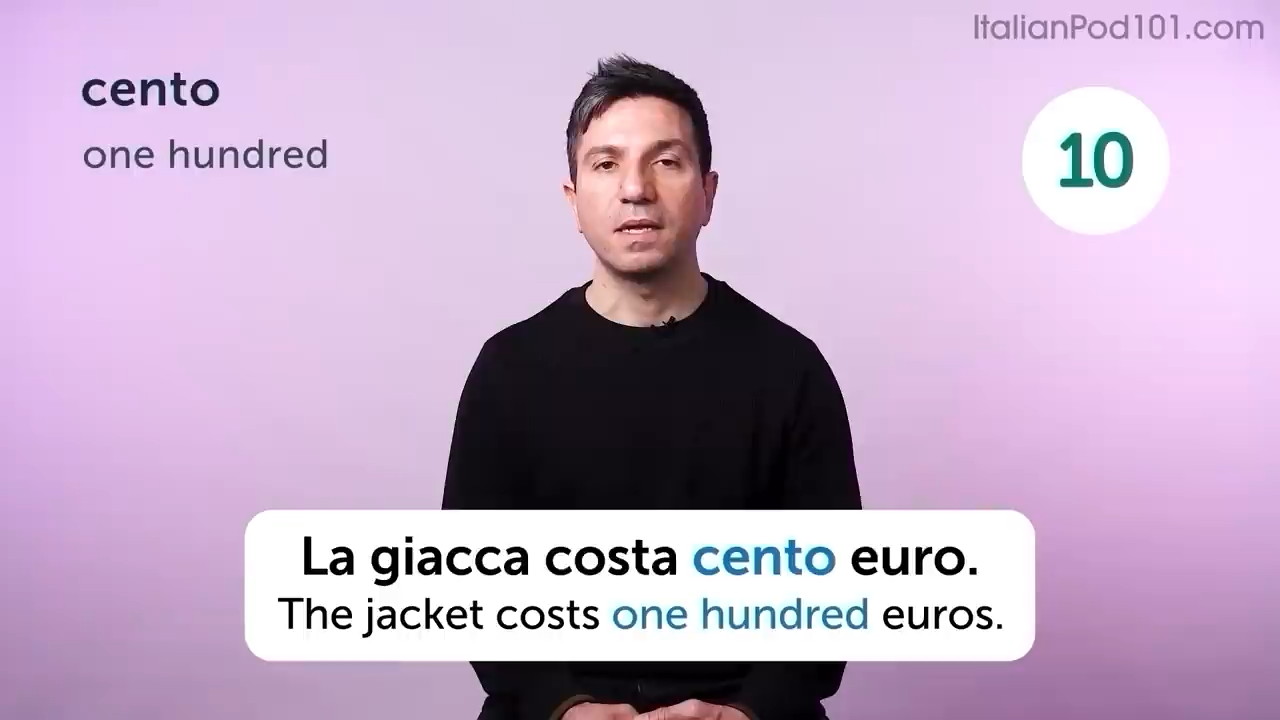 ItalianPod101.com
cento
one hundred
10
La giacca costa cento euro.
The jacket costs one hundred euros.